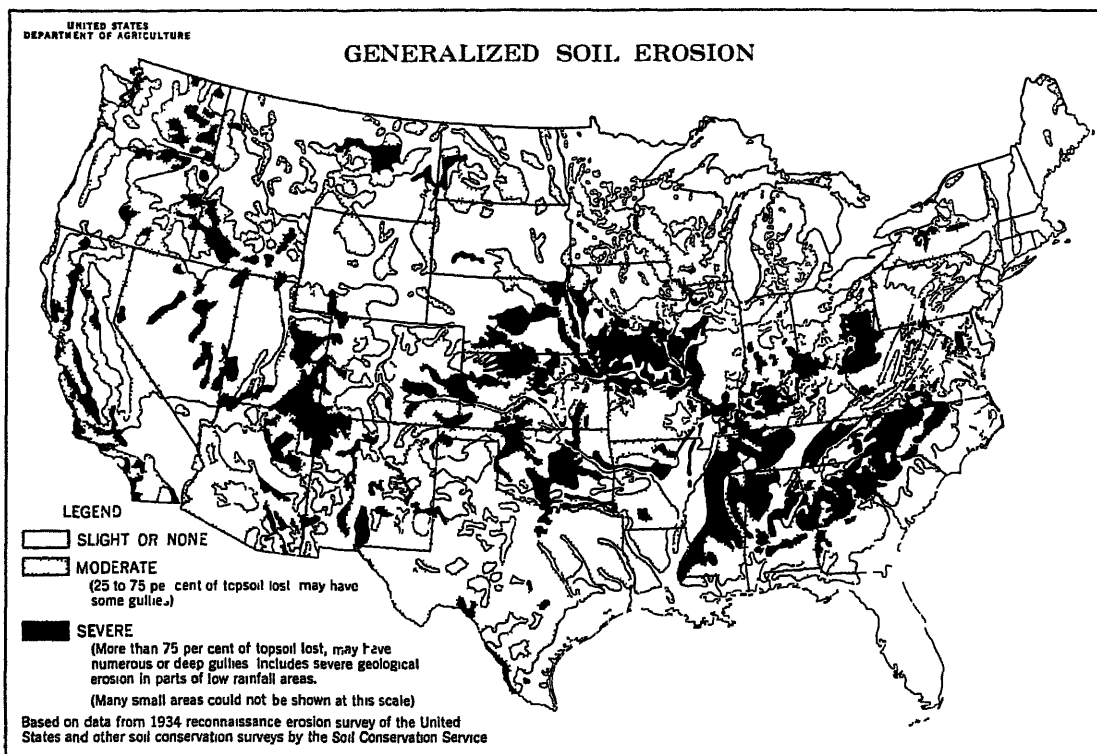 UNITED STATES
DEPARTMENT OF AGRICULTURE
GENERALIZED SOIL EROSION
LEGEND
SLIGHT OR NONE
MODERATE
(25 to 75 pe cent of topsoil lost may have
some gullies)
SEVERE
(More than 75 per cent of topsoil lost, may have
numerous or deep gullies Includes severe geological
erosion in parts of low rainfall areas.
(Many small areas could not be shown at this scale)
Based on data from 1934 reconnaissance erosion survey of the United
States and other soil conservation surveys by the Soil Conservation Service